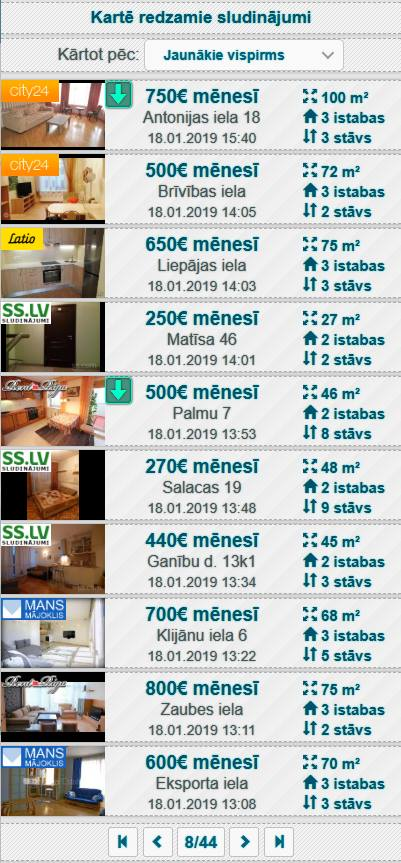 Kartē redzamie sludinājumi
Kārtot pēc: Jaunākie vispirms
city24
750€ mēnesī
100 m²
Antonijas iela 18
3 istabas
18.01.2019 15:40
3 stāvs
city24
500€ mēnesī
72 m²
Brīvības iela
3 istabas
18.01.2019 14:05
2 stāvs
Latio
650€ mēnesī
75 m²
Liepājas iela
3 istabas
18.01.2019 14:03
3 stāvs
SS.LV
SLUDINĀJUMI
250€ mēnesī
27 m²
Matīsa 46
2 istabas
18.01.2019 14:01
2 stāvs
Rent in Riga
500€ mēnesī
46 m²
Palmu 7
2 istabas
18.01.2019 13:53
8 stāvs
SS.LV
SLUDINĀJUMI
270€ mēnesī
48 m²
Salacas 19
2 istabas
18.01.2019 13:48
9 stāvs
SS.LV
SLUDINĀJUMI
440€ mēnesī
45 m²
Ganību d. 13k1
2 istabas
18.01.2019 13:34
3 stāvs
MANS
MĀJOKLIS
700€ mēnesī
68 m²
Klijānu iela 6
3 istabas
18.01.2019 13:22
5 stāvs
Rent in Riga
800€ mēnesī
75 m²
Zaubes iela
3 istabas
18.01.2019 13:11
2 stāvs
MANS
MĀJOKLIS
600€ mēnesī
70 m²
Eksporta iela
3 istabas
18.01.2019 13:08
3 stāvs
8/44